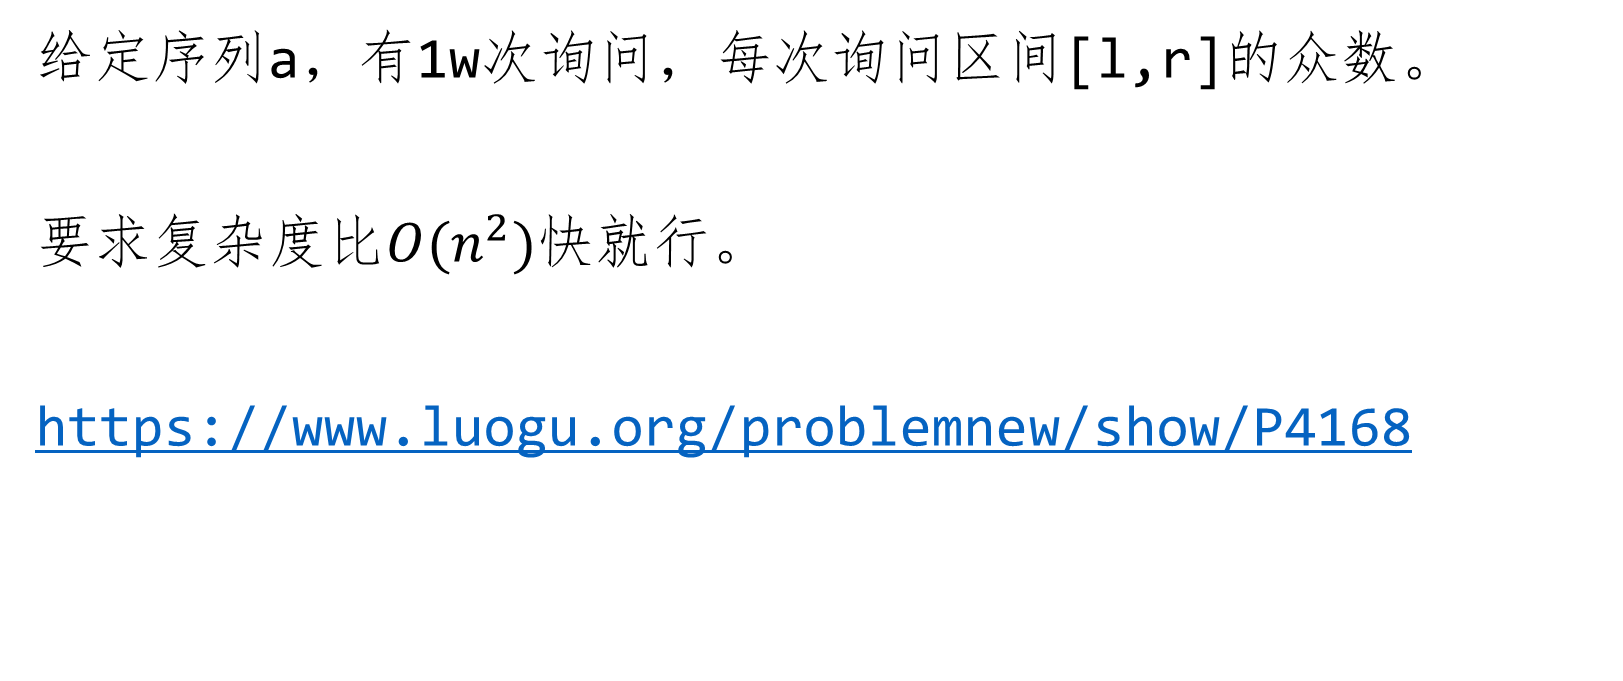 给定序列a，有1w次询问，每次询问区间[l,r]的众数。
要求复杂度比O(n²)快就行。
https://www.luogu.org/problemnew/show/P4168